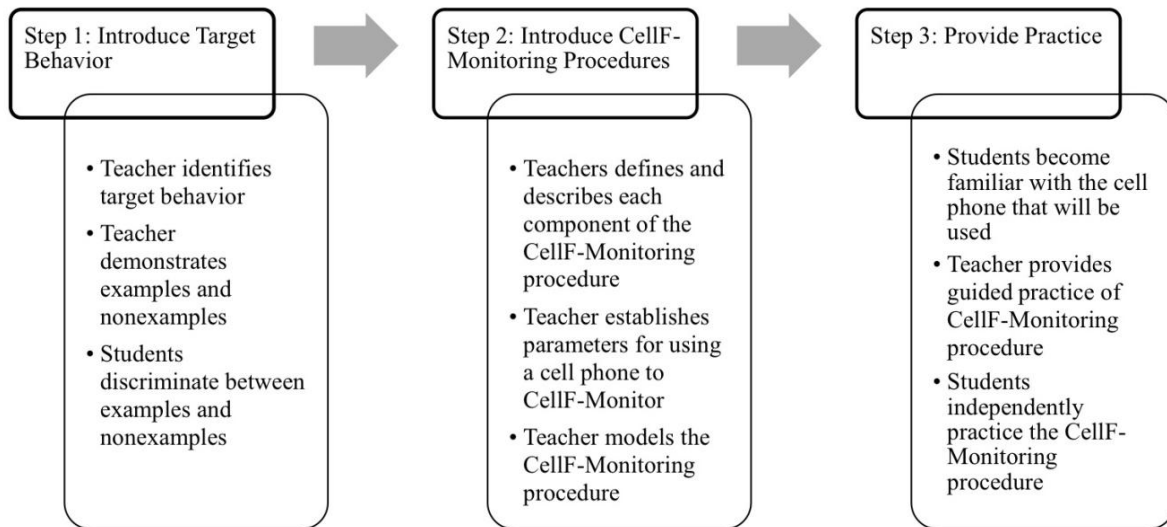 Step 1: Introduce Target
Behavior
• Teacher identifies
target behavior
• Teacher
demonstrates
examples and
nonexamples
• Students
discriminate between
examples and
nonexamples
Step 2: Introduce CellF-
Monitoring Procedures
• Teachers defines and
describes each
component of the
CellF-Monitoring
procedure
• Teacher establishes
parameters for using
a cell phone to
CellF-Monitor
• Teacher models the
CellF-Monitoring
procedure
Step 3: Provide Practice
• Students become
familiar with the cell
phone that will be
used
• Teacher provides
guided practice of
CellF-Monitoring
procedure
• Students
independently
practice the CellF-
Monitoring
procedure